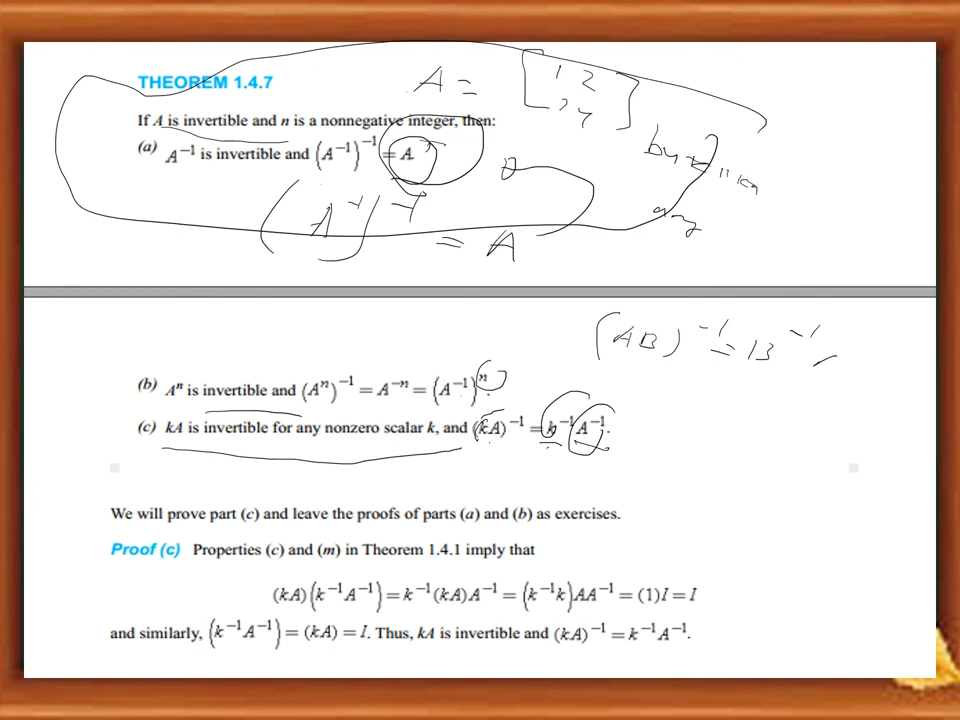 THEOREM 1.4.7
A =
[1 2
If A is invertible and n is a nonnegative integer, then:
(a) A⁻¹ is invertible and (A⁻¹)⁻¹ = A
(A⁻¹)⁻¹
= A
(AB)⁻¹ = B⁻¹
(b) Aⁿ is invertible and (Aⁿ)⁻¹ = A⁻ⁿ = (A⁻¹)ⁿ.
(c) kA is invertible for any nonzero scalar k, and (kA)⁻¹ = k⁻¹A⁻¹.
We will prove part (c) and leave the proofs of parts (a) and (b) as exercises.
Proof (c) Properties (c) and (m) in Theorem 1.4.1 imply that
(kA)(k⁻¹A⁻¹) = k⁻¹(kA)A⁻¹ = (k⁻¹k)AA⁻¹ = (1)I = I
and similarly, (k⁻¹A⁻¹) = (kA) = I. Thus, kA is invertible and (kA)⁻¹ = k⁻¹A⁻¹.